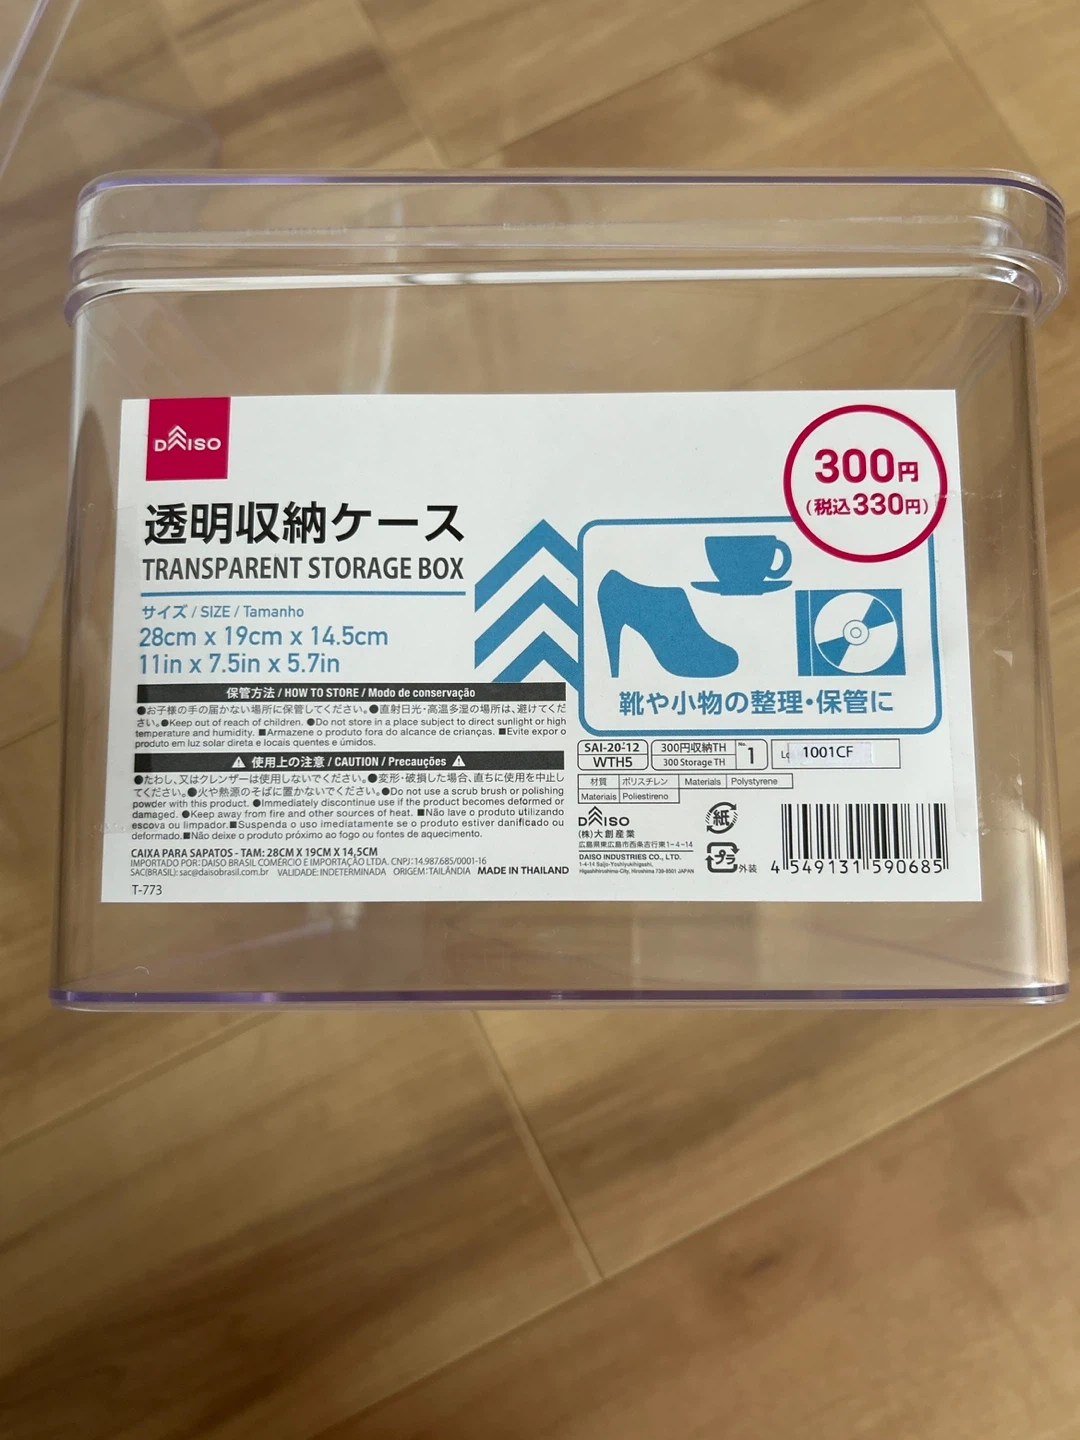 DAISO
300円
(税込330円)
透明収納ケース
TRANSPARENT STORAGE BOX
サイズ / SIZE / Tamanho
28cm x 19cm x 14.5cm
11in x 7.5in x 5.7in
靴や小物の整理・保管に
保管方法 / HOW TO STORE / Modo de conservação
●お子様の手の届かない場所に保管してください。●直射日光・高温多湿の場所は、避けてくだ
さい。●Keep out of reach of children. ●Do not store in a place subject to direct sunlight or high
temperature and humidity. ■Armazene o produto fora do alcance de crianças. ■Evite expor o
produto em luz solar direta e locais quentes e úmidos.
使用上の注意 / CAUTION / Precauções
●たわし、又はクレンザーは使用しないでください。●変形・破損した場合、直ちに使用を中止し
てください。●火や熱源のそばに置かないでください。●Do not use a scrub brush or polishing
powder with this product. ●Immediately discontinue use if the product becomes deformed or
damaged. ●Keep away from fire and other sources of heat. ■Não lave o produto utilizando
escova ou limpador. ■Suspenda o uso imediatamente se o produto estiver danificado ou
deformado. ■Não deixe o produto próximo ao fogo ou fontes de aquecimento.
CAIXA PARA SAPATOS - TAM: 28CM X 19CM X 14,5CM
IMPORTADO POR: DAISO BRASIL COMÉRCIO E IMPORTAÇÃO LTDA. CNPJ: 14.987.685/0001-16
SAC(BRASIL): sac@daisobrasil.com.br VALIDADE: INDETERMINADA ORIGEM: TAILÂNDIA MADE IN THAILAND
T-773
SAI-20-12
WTH5
300円収納TH
300 Storage TH
No. 1
1001CF
材質 ポリスチレン Materials Polystyrene
Materiais Poliestireno
DAISO
(株)大創産業
広島県東広島市西条吉行東1-4-14
DAISO INDUSTRIES CO., LTD.
1-4-14 Saijo-Yoshiyukihigashi,
Higashihiroshima-City, Hiroshima 739-8501 JAPAN
紙
プラ
外装
4 549131 590685